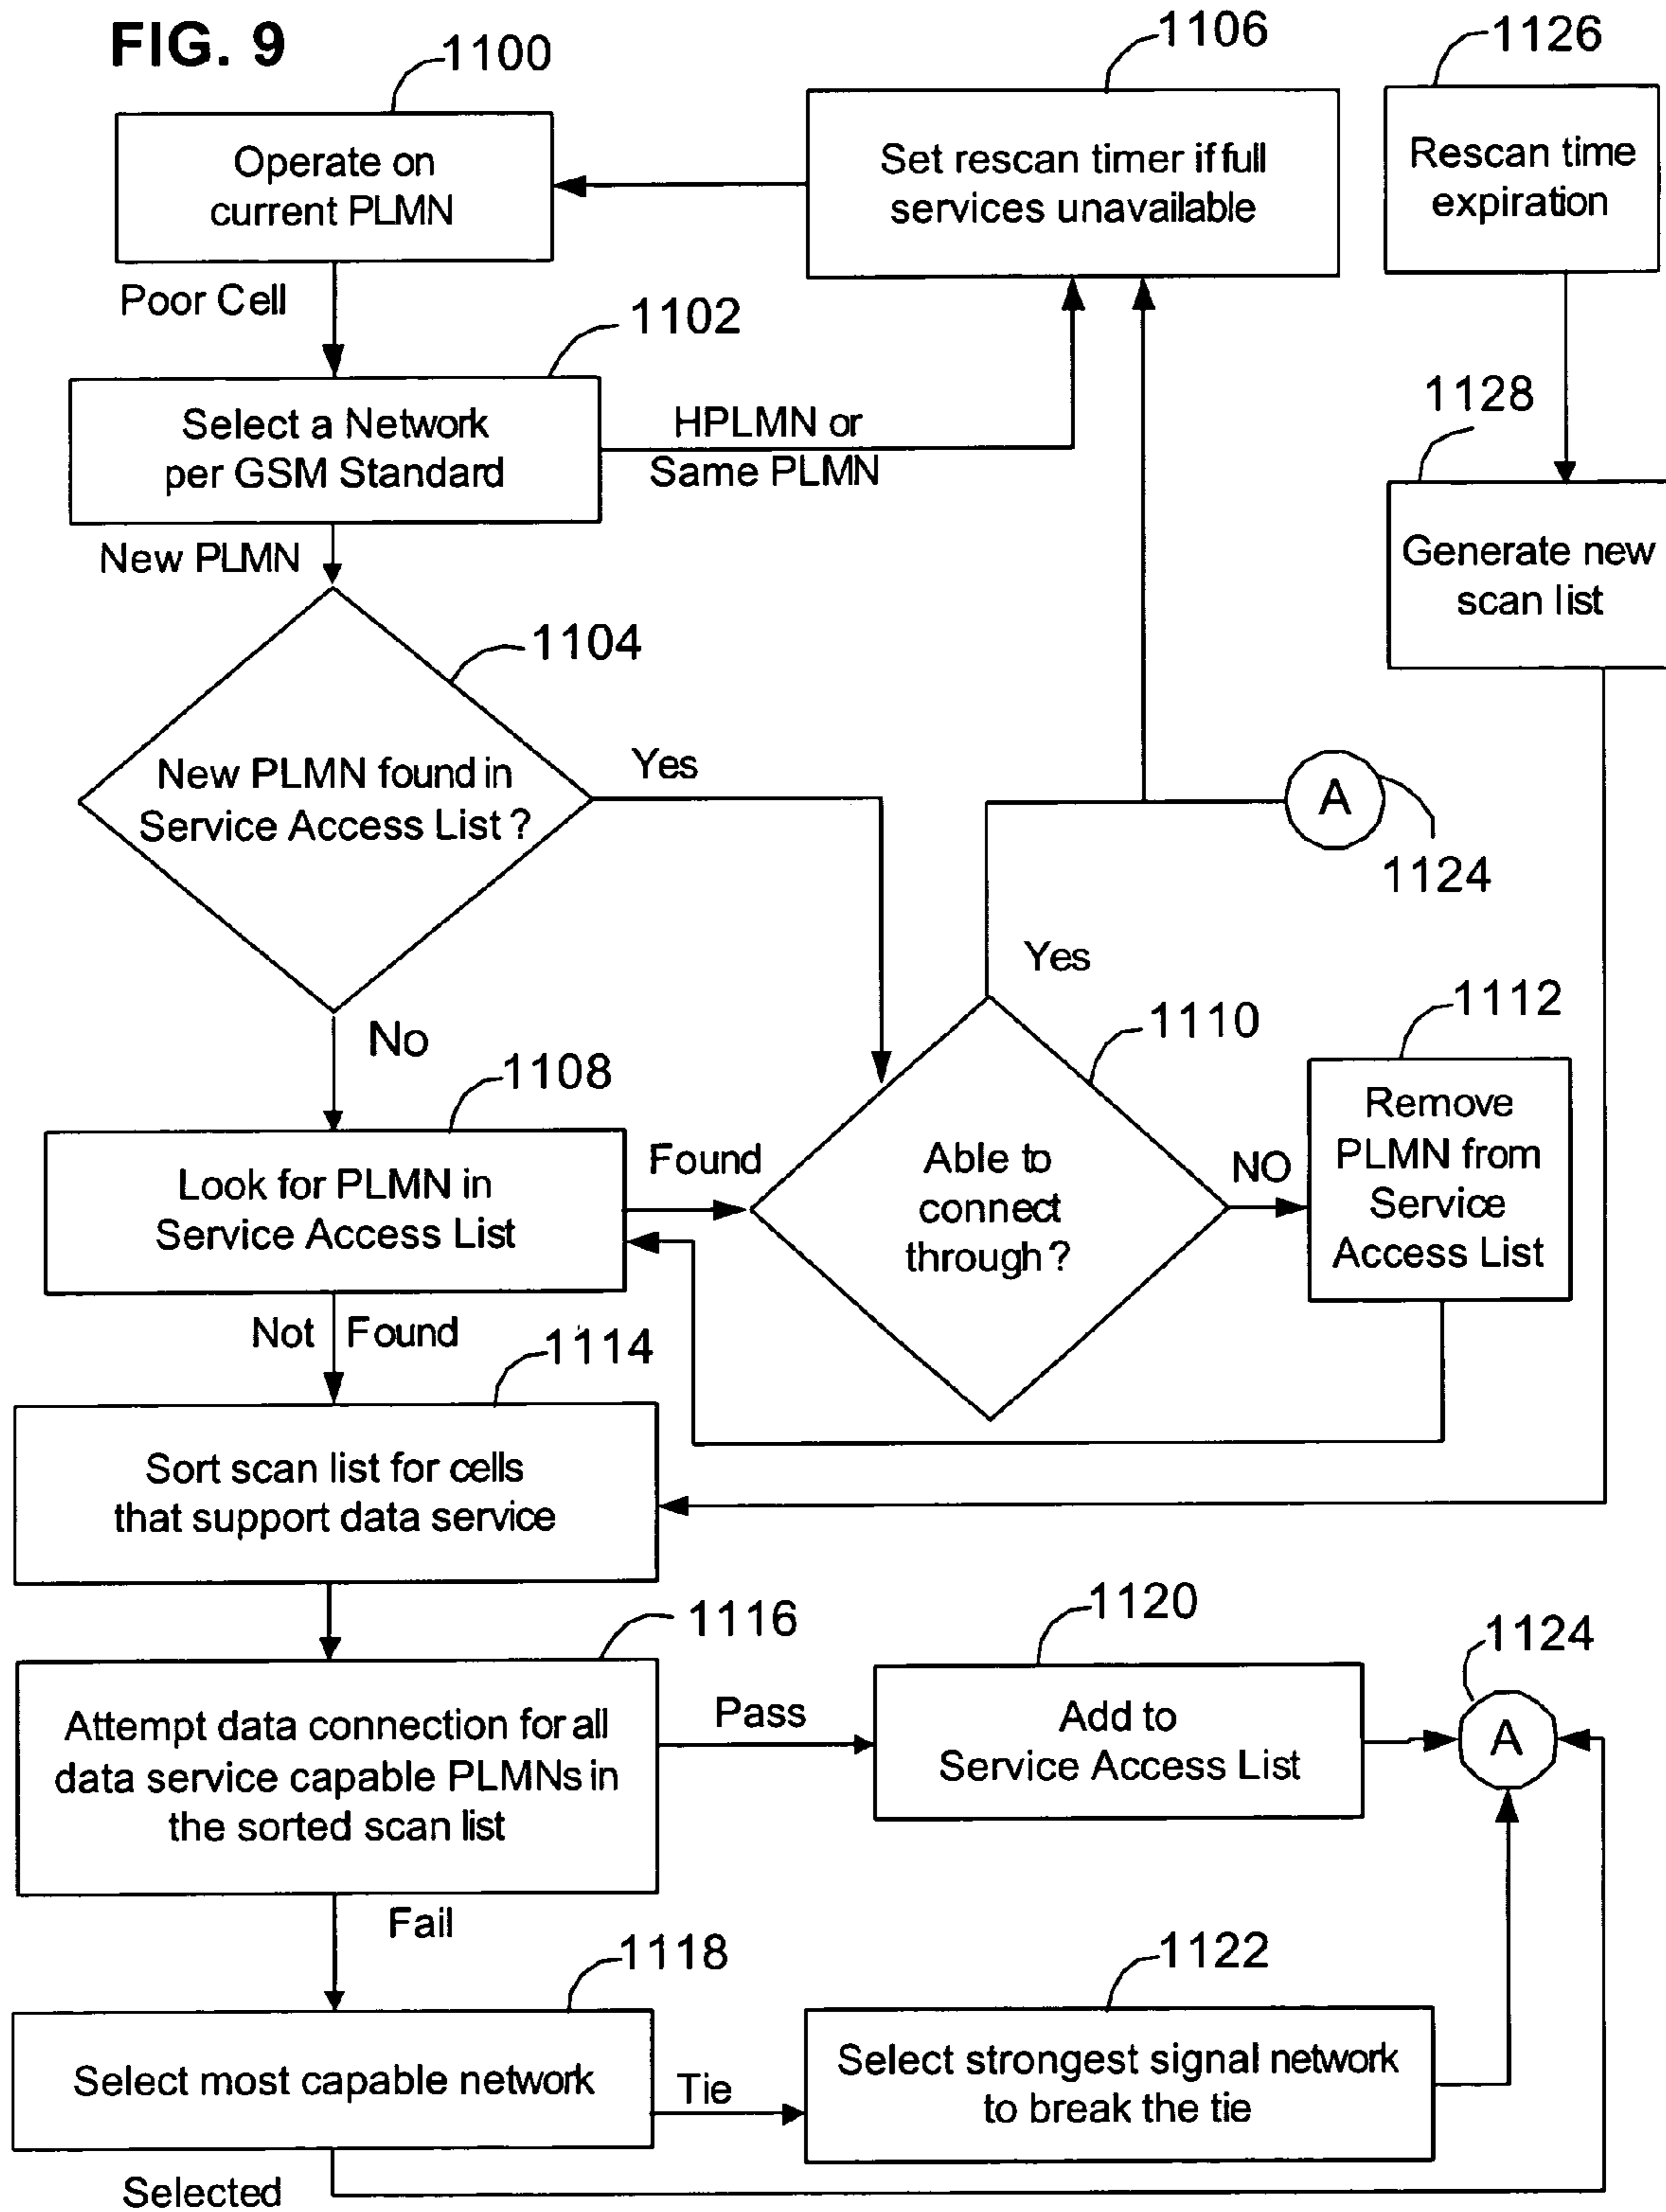 FIG. 9
1100
1106
1126
Operate on
current PLMN
Set rescan timer if full
services unavailable
Rescan time
expiration
Poor Cell
1102
Select a Network
per GSM Standard
HPLMN or
Same PLMN
1128
Generate new
scan list
New PLMN
1104
New PLMN found in
Service Access List ?
Yes
A
1124
No
Yes
1108
1110
1112
Look for PLMN in
Service Access List
Found
Able to
connect
through ?
NO
Remove
PLMN from
Service
Access List
Not Found
1114
Sort scan list for cells
that support data service
1116
1120
1124
Attempt data connection for all
data service capable PLMNs in
the sorted scan list
Pass
Add to
Service Access List
A
Fail
1118
1122
Select most capable network
Tie
Select strongest signal network
to break the tie
Selected